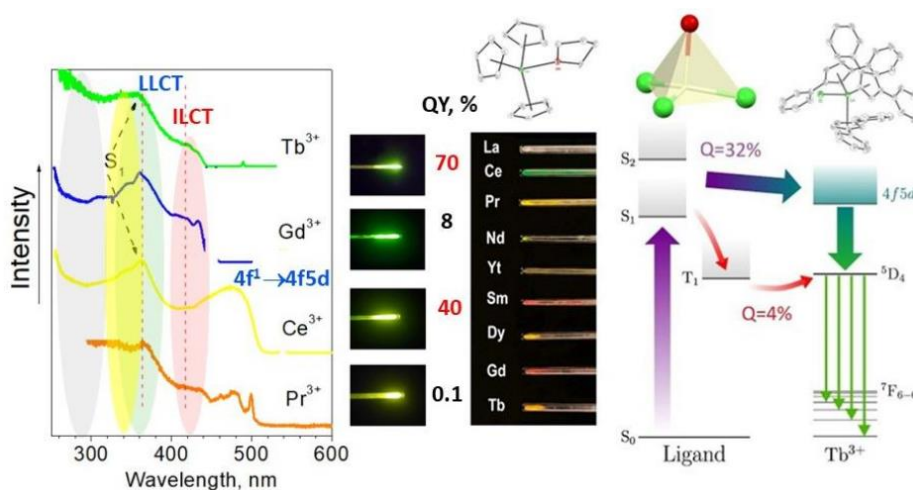 LLCT
ILCT
QY, %
S
Tb³⁺
Gd³⁺
4f¹→4f5d
Ce³⁺
Pr³⁺
Intensity
300 400 500 600
Wavelength, nm
70
8
40
0.1
La
Ce
Pr
Nd
Yt
Sm
Dy
Gd
Tb
S₂
Q=32%
4f5d
S₁
T₁
⁵D₄
Q=4%
⁷F₆₋
S₀
Ligand
Tb³⁺